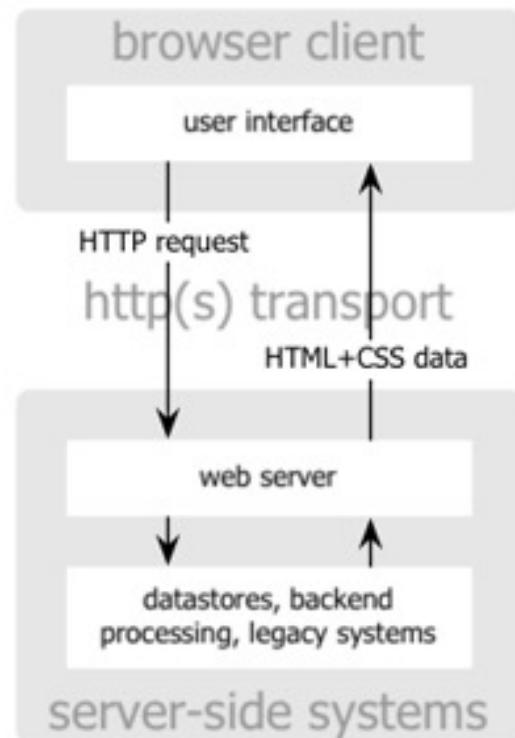 browser client
user interface
HTTP request
http(s) transport
HTML+CSS data
web server
datastores, backend
processing, legacy systems
server-side systems